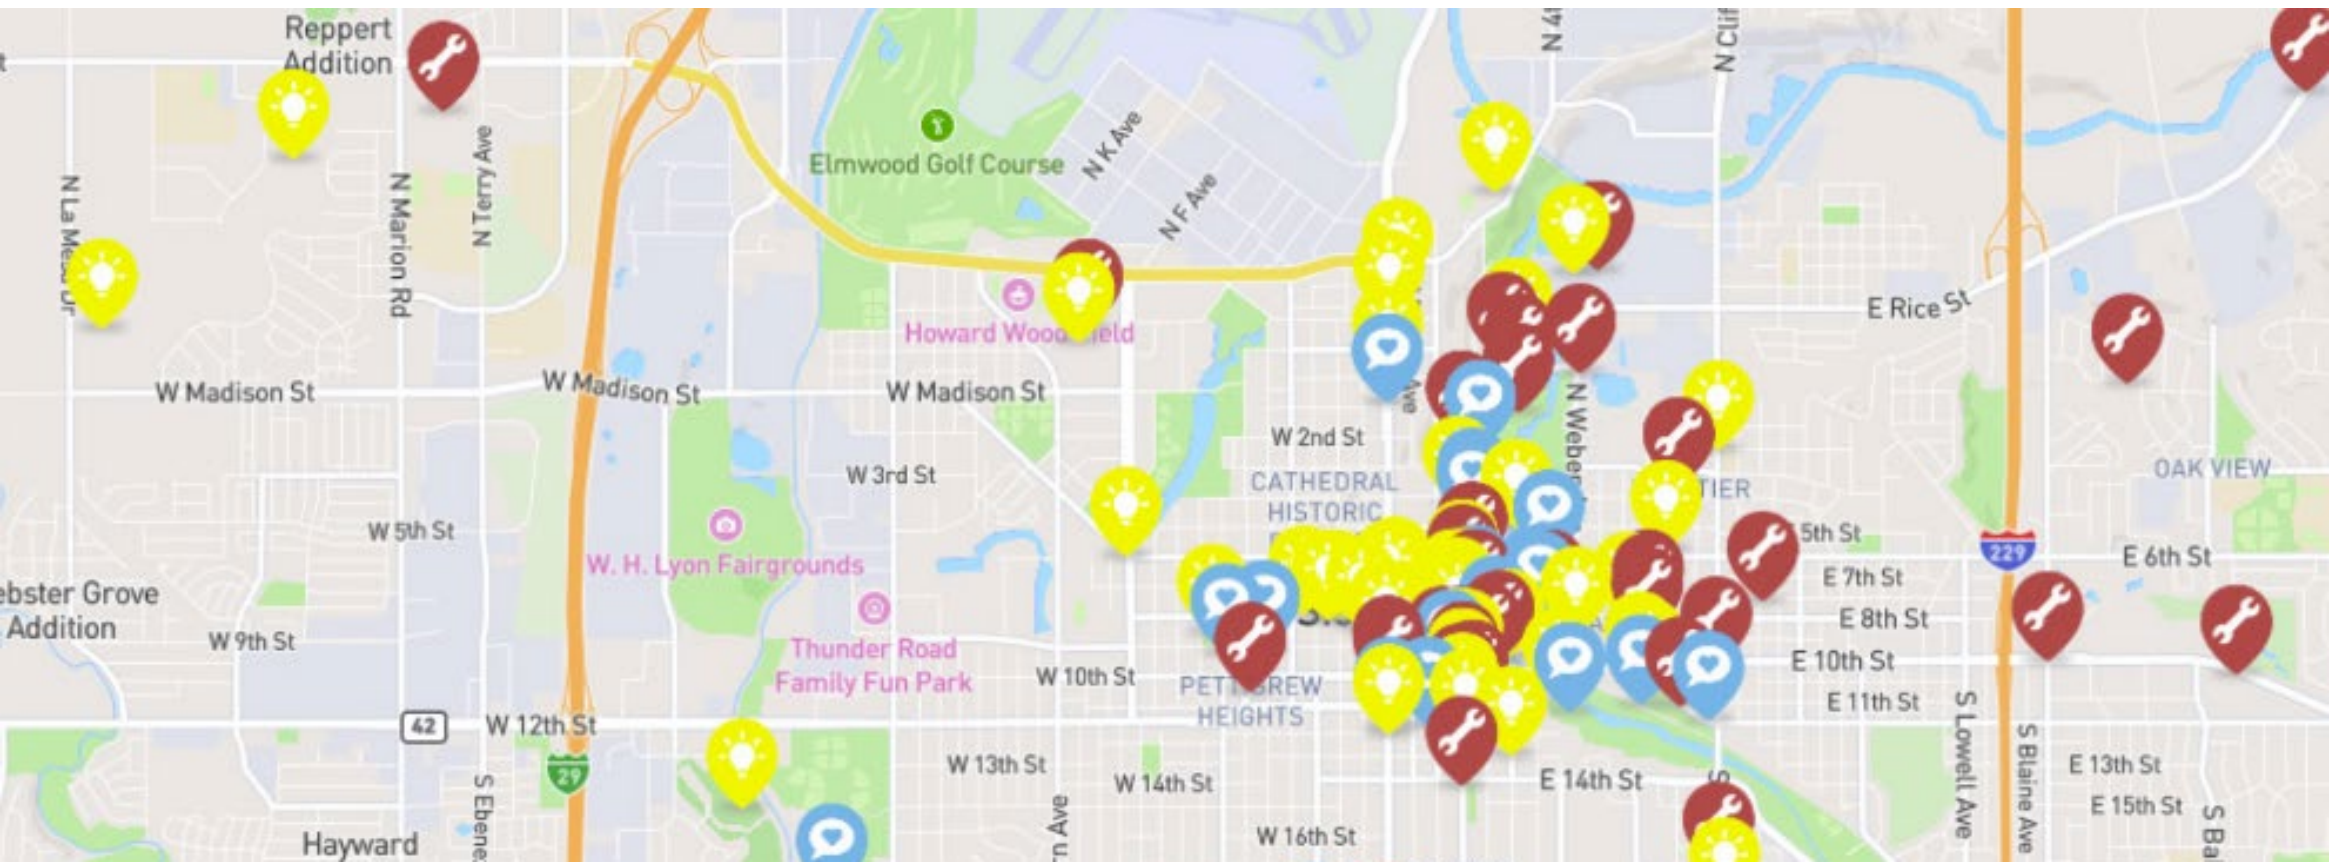 Reppert
Addition
N La Mesa Dr
N Marion Rd
N Terry Ave
Elmwood Golf Course
N K Ave
N F Ave
E Rice St
W Madison St
W Madison St
W Madison St
W 2nd St
W 3rd St
CATHEDRAL
HISTORIC
OAK VIEW
W 5th St
W. H. Lyon Fairgrounds
5th St
229
E 6th St
E 7th St
E 8th St
Addition
W 9th St
Thunder Road
Family Fun Park
W 10th St
E 10th St
HEIGHTS
E 11th St
42
W 12th St
29
W 13th St
W 14th St
E 14th St
E 13th St
E 15th St
S Lowell Ave
S Blaine Ave
Hayward
W 16th St
Ave
Ave
Grove
Howard